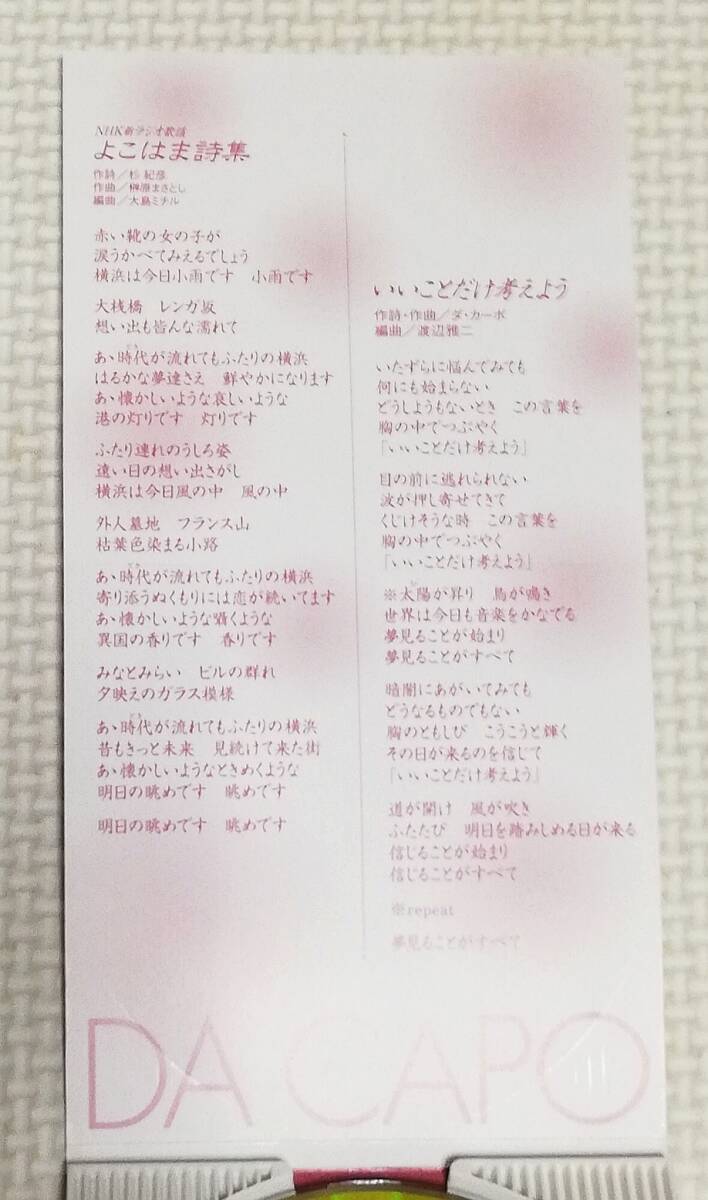 NHK新ラジオ歌謡
よこはま詩集
作詩／杉 紀彦
作曲／榊原まさとし
編曲／大島ミチル
赤い靴の女の子が
涙うかべてみえるでしょう
横浜は今日小雨です　小雨です
大桟橋　レンガ坂
想い出も皆んな濡れて
あゝ時代が流れてもふたりの横浜
はるかな夢達さえ　鮮やかになります
あゝ懐かしいような哀しいような
港の灯りです　灯りです
ふたり連れのうしろ姿
遠い日の想い出さがし
横浜は今日風の中　風の中
外人墓地　フランス山
枯葉色染まる小路
あゝ時代が流れてもふたりの横浜
寄り添うぬくもりには恋が続いてます
あゝ懐かしいような囁くような
異国の香りです　香りです
みなとみらい　ビルの群れ
夕映えのガラス模様
あゝ時代が流れてもふたりの横浜
昔もきっと未来　見続けて来た街
あゝ懐かしいようなときめくような
明日の眺めです　眺めです
明日の眺めです　眺めです
いいことだけ考えよう
作詩・作曲／ダ・カーポ
編曲／渡辺雅二
いたずらに悩んでみても
何にも始まらない
どうしようもないとき　この言葉を
胸の中でつぶやく
「いいことだけ考えよう」
目の前に逃れられない
波が押し寄せてきて
くじけそうな時　この言葉を
胸の中でつぶやく
「いいことだけ考えよう」
※太陽が昇り　鳥が鳴き
世界は今日も音楽をかなでる
夢見ることが始まり
夢見ることがすべて
暗闇にあがいてみても
どうなるものでもない
胸のともしび　こうこうと輝く
その日が来るのを信じて
「いいことだけ考えよう」
道が開け　風が吹き
ふたたび　明日を踏みしめる日が来る
信じることが始まり
信じることがすべて
※repeat
夢見ることがすべて
DA CAPO